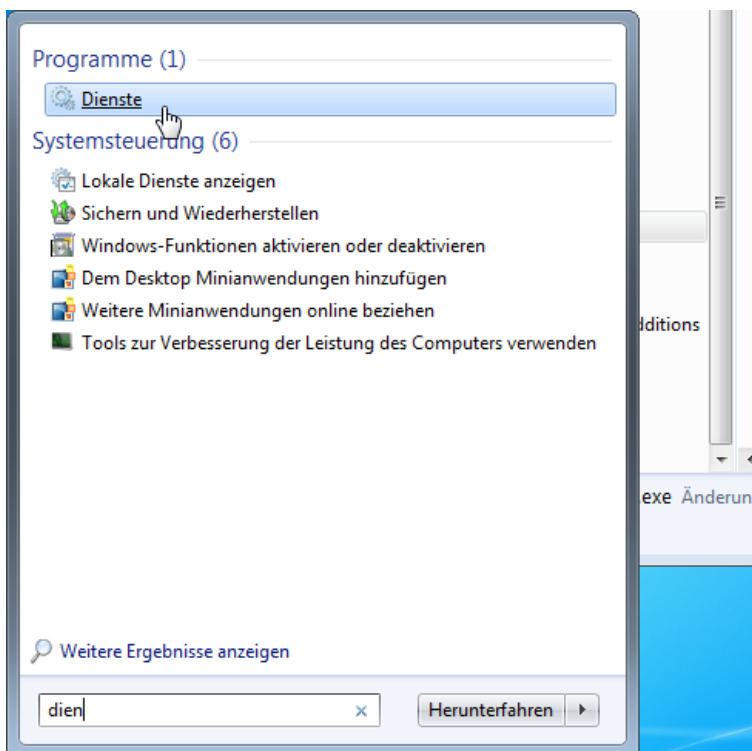 Programme (1)
Dienste
Systemsteuerung (6)
Lokale Dienste anzeigen
Sichern und Wiederherstellen
Windows-Funktionen aktivieren oder deaktivieren
Dem Desktop Minianwendungen hinzufügen
Weitere Minianwendungen online beziehen
dditions
Tools zur Verbesserung der Leistung des Computers verwenden
.exe Änderun
Weitere Ergebnisse anzeigen
dien
Herunterfahren